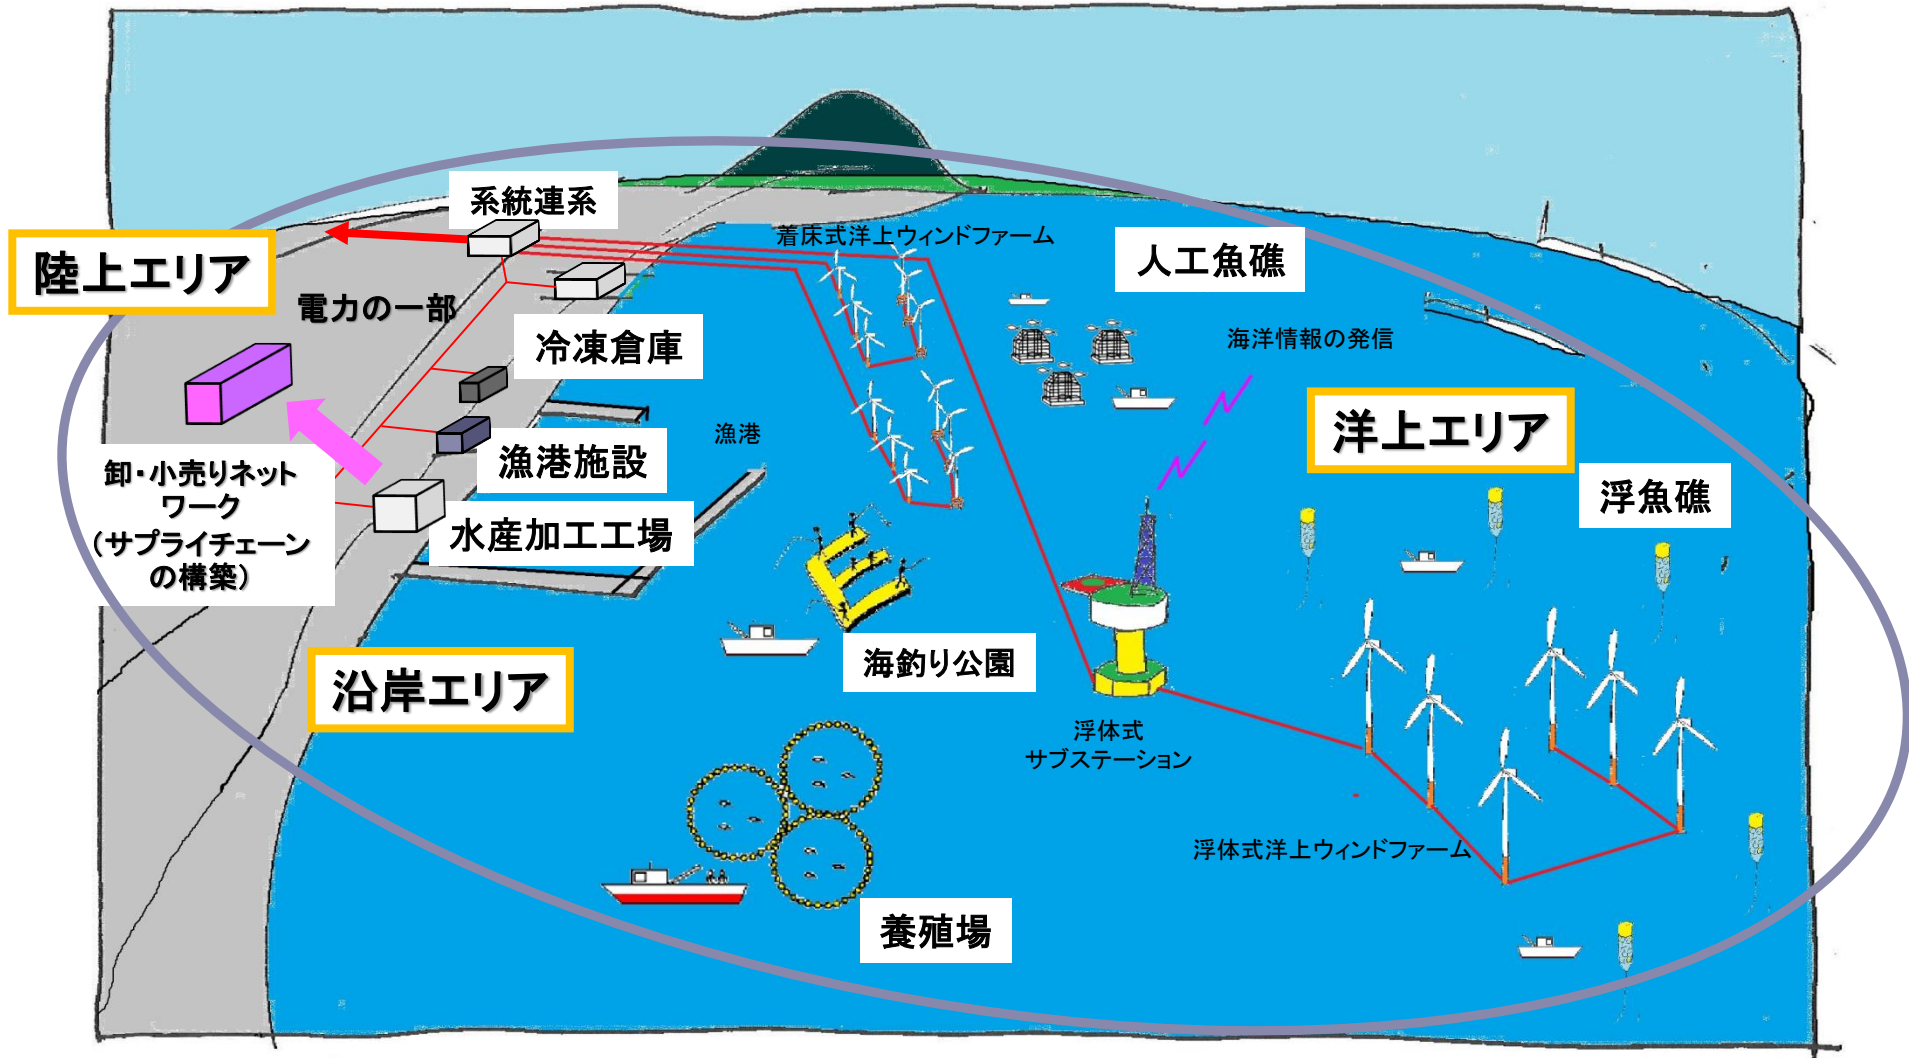 系統連系
着床式洋上ウィンドファーム
人工魚礁
陸上エリア
電力の一部
冷凍倉庫
海洋情報の発信
洋上エリア
漁港
漁港施設
卸・小売りネット
ワーク
（サプライチェーン
の構築）
浮魚礁
水産加工工場
海釣り公園
沿岸エリア
浮体式
サブステーション
浮体式洋上ウィンドファーム
養殖場